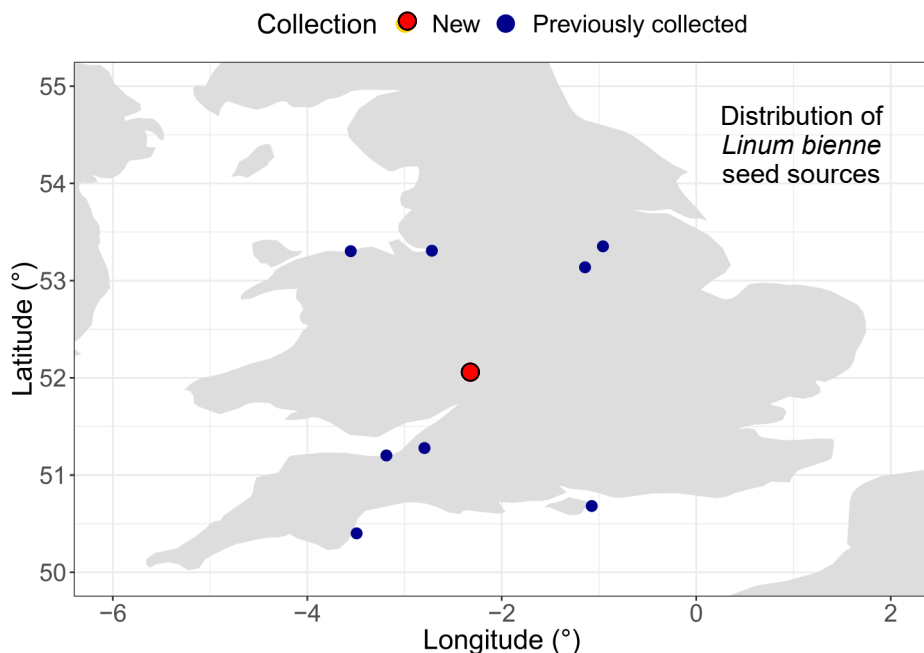 Collection New Previously collected
Distribution of
Linum bienne
seed sources
55
54
53
52
51
50
Latitude (°)
−6 −4 −2 0 2
Longitude (°)